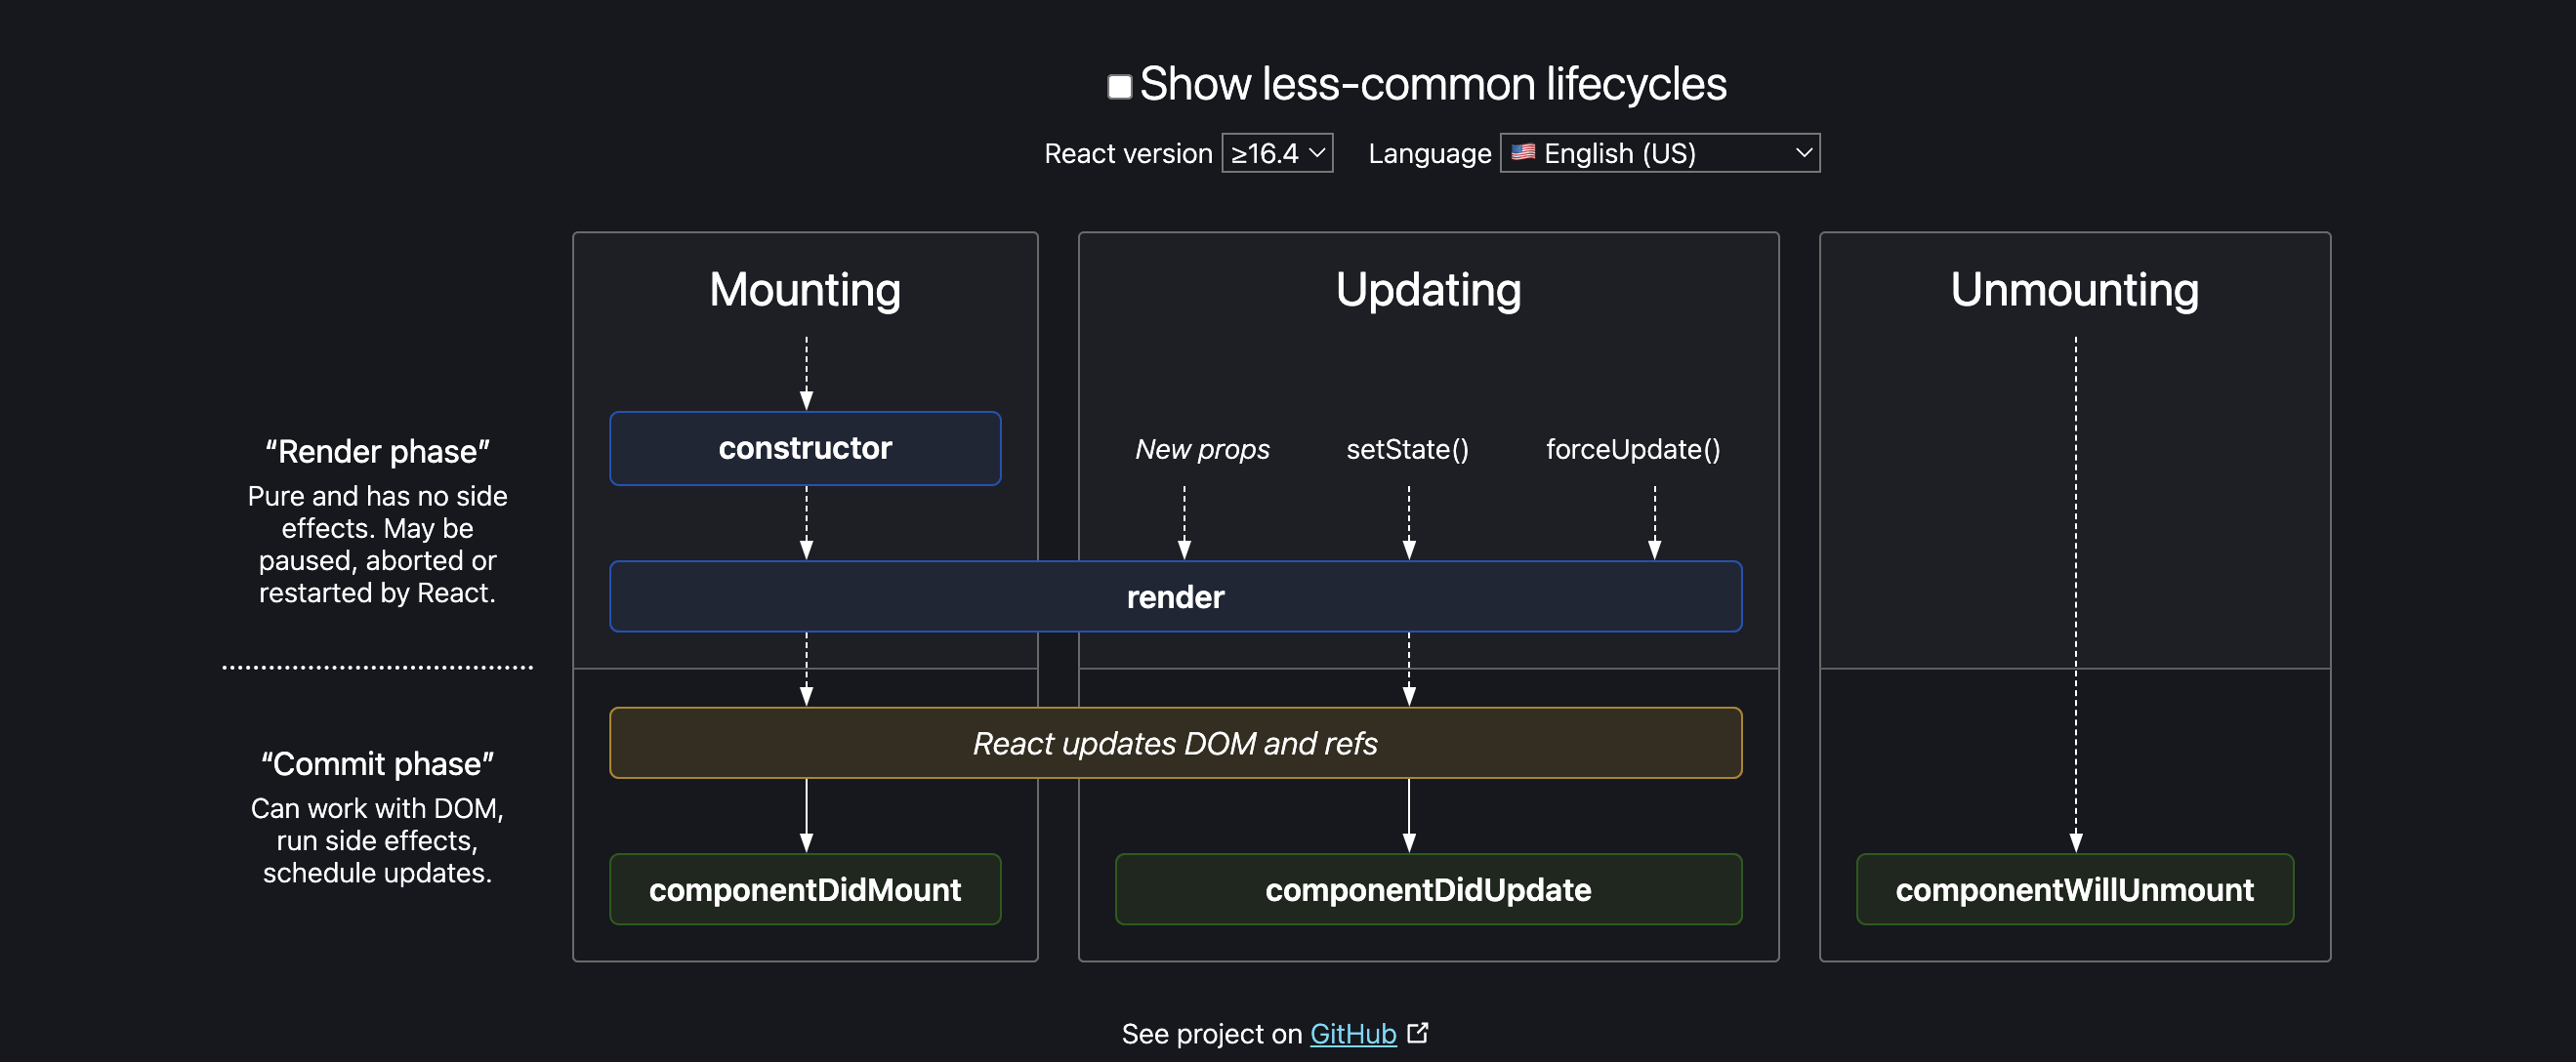 Show less-common lifecycles
React version ≥16.4 Language 🇺🇸 English (US)
Mounting
Updating
Unmounting
“Render phase”
Pure and has no side
effects. May be
paused, aborted or
restarted by React.
constructor
New props
setState()
forceUpdate()
render
“Commit phase”
Can work with DOM,
run side effects,
schedule updates.
React updates DOM and refs
componentDidMount
componentDidUpdate
componentWillUnmount
See project on GitHub